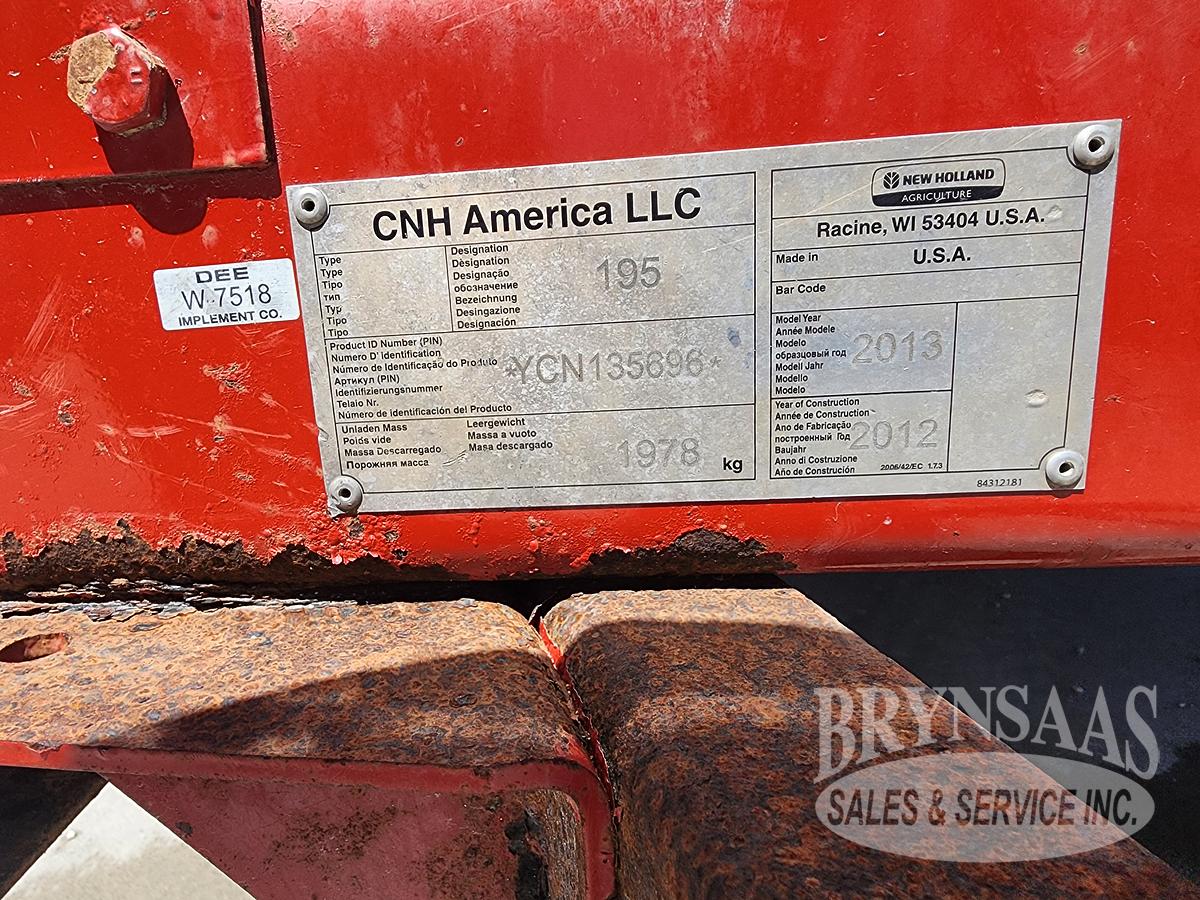 DEE
W 7518
IMPLEMENT CO.
CNH America LLC
Type
Type
Tipo
тип
Typ
Tipo
Tipo
Designation
Dèsignation
Designação
обозначение
Bezeichnung
Desingazione
Designación
195
Product ID Number (PIN)
Numero D' Identification
Número de Identificação do Produto
Артикул (PIN)
Identifizierungsnummer
Telaio Nr.
Número de identificación del Producto
*YCN135696*
Unladen Mass
Poids vide
Massa Descarregado
Порожняя масса
Leergewicht
Massa a vuoto
Masa descargado
1978 kg
NEW HOLLAND
AGRICULTURE
Racine, WI 53404 U.S.A.
Made in U.S.A.
Bar Code
Model Year
Année Modele
Modelo
образцовый год
Modell Jahr
Modello
Modelo
2013
Year of Construction
Année de Construction
Ano de Fabricação
построенный Год
Baujahr
Anno di Costruzione
Año de Construción
2012
2006/42/EC 1.7.3
84312181
BRYNSAAS
SALES & SERVICE INC.